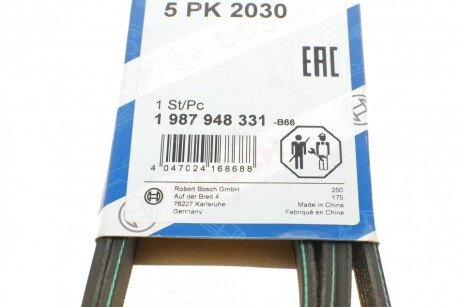 5 PK 2030
EAC
1 St/Pc
1 987 948 331 -B66
4 047024 168688
Robert Bosch GmbH
Auf der Breit 4
76227 Karlsruhe
Germany
250
175
Made in China
Fabriqué en Chine